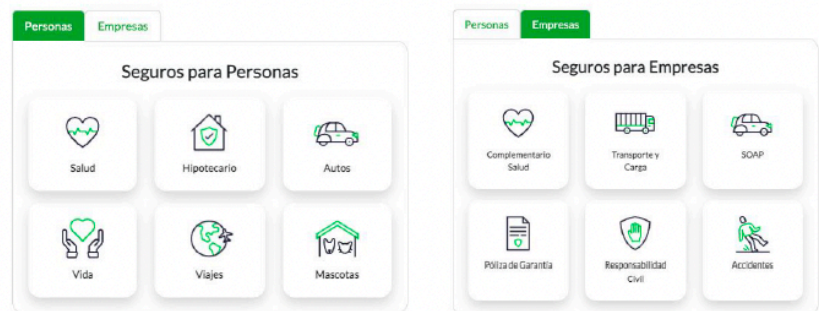 Personas Empresas
Seguros para Personas
Salud Hipotecario Autos
Vida Viajes Mascotas
Personas Empresas
Seguros para Empresas
Complementario
Salud
Transporte y
Carga
SOAP
Póliza de Garantía
Responsabilidad
Civil
Accidentes